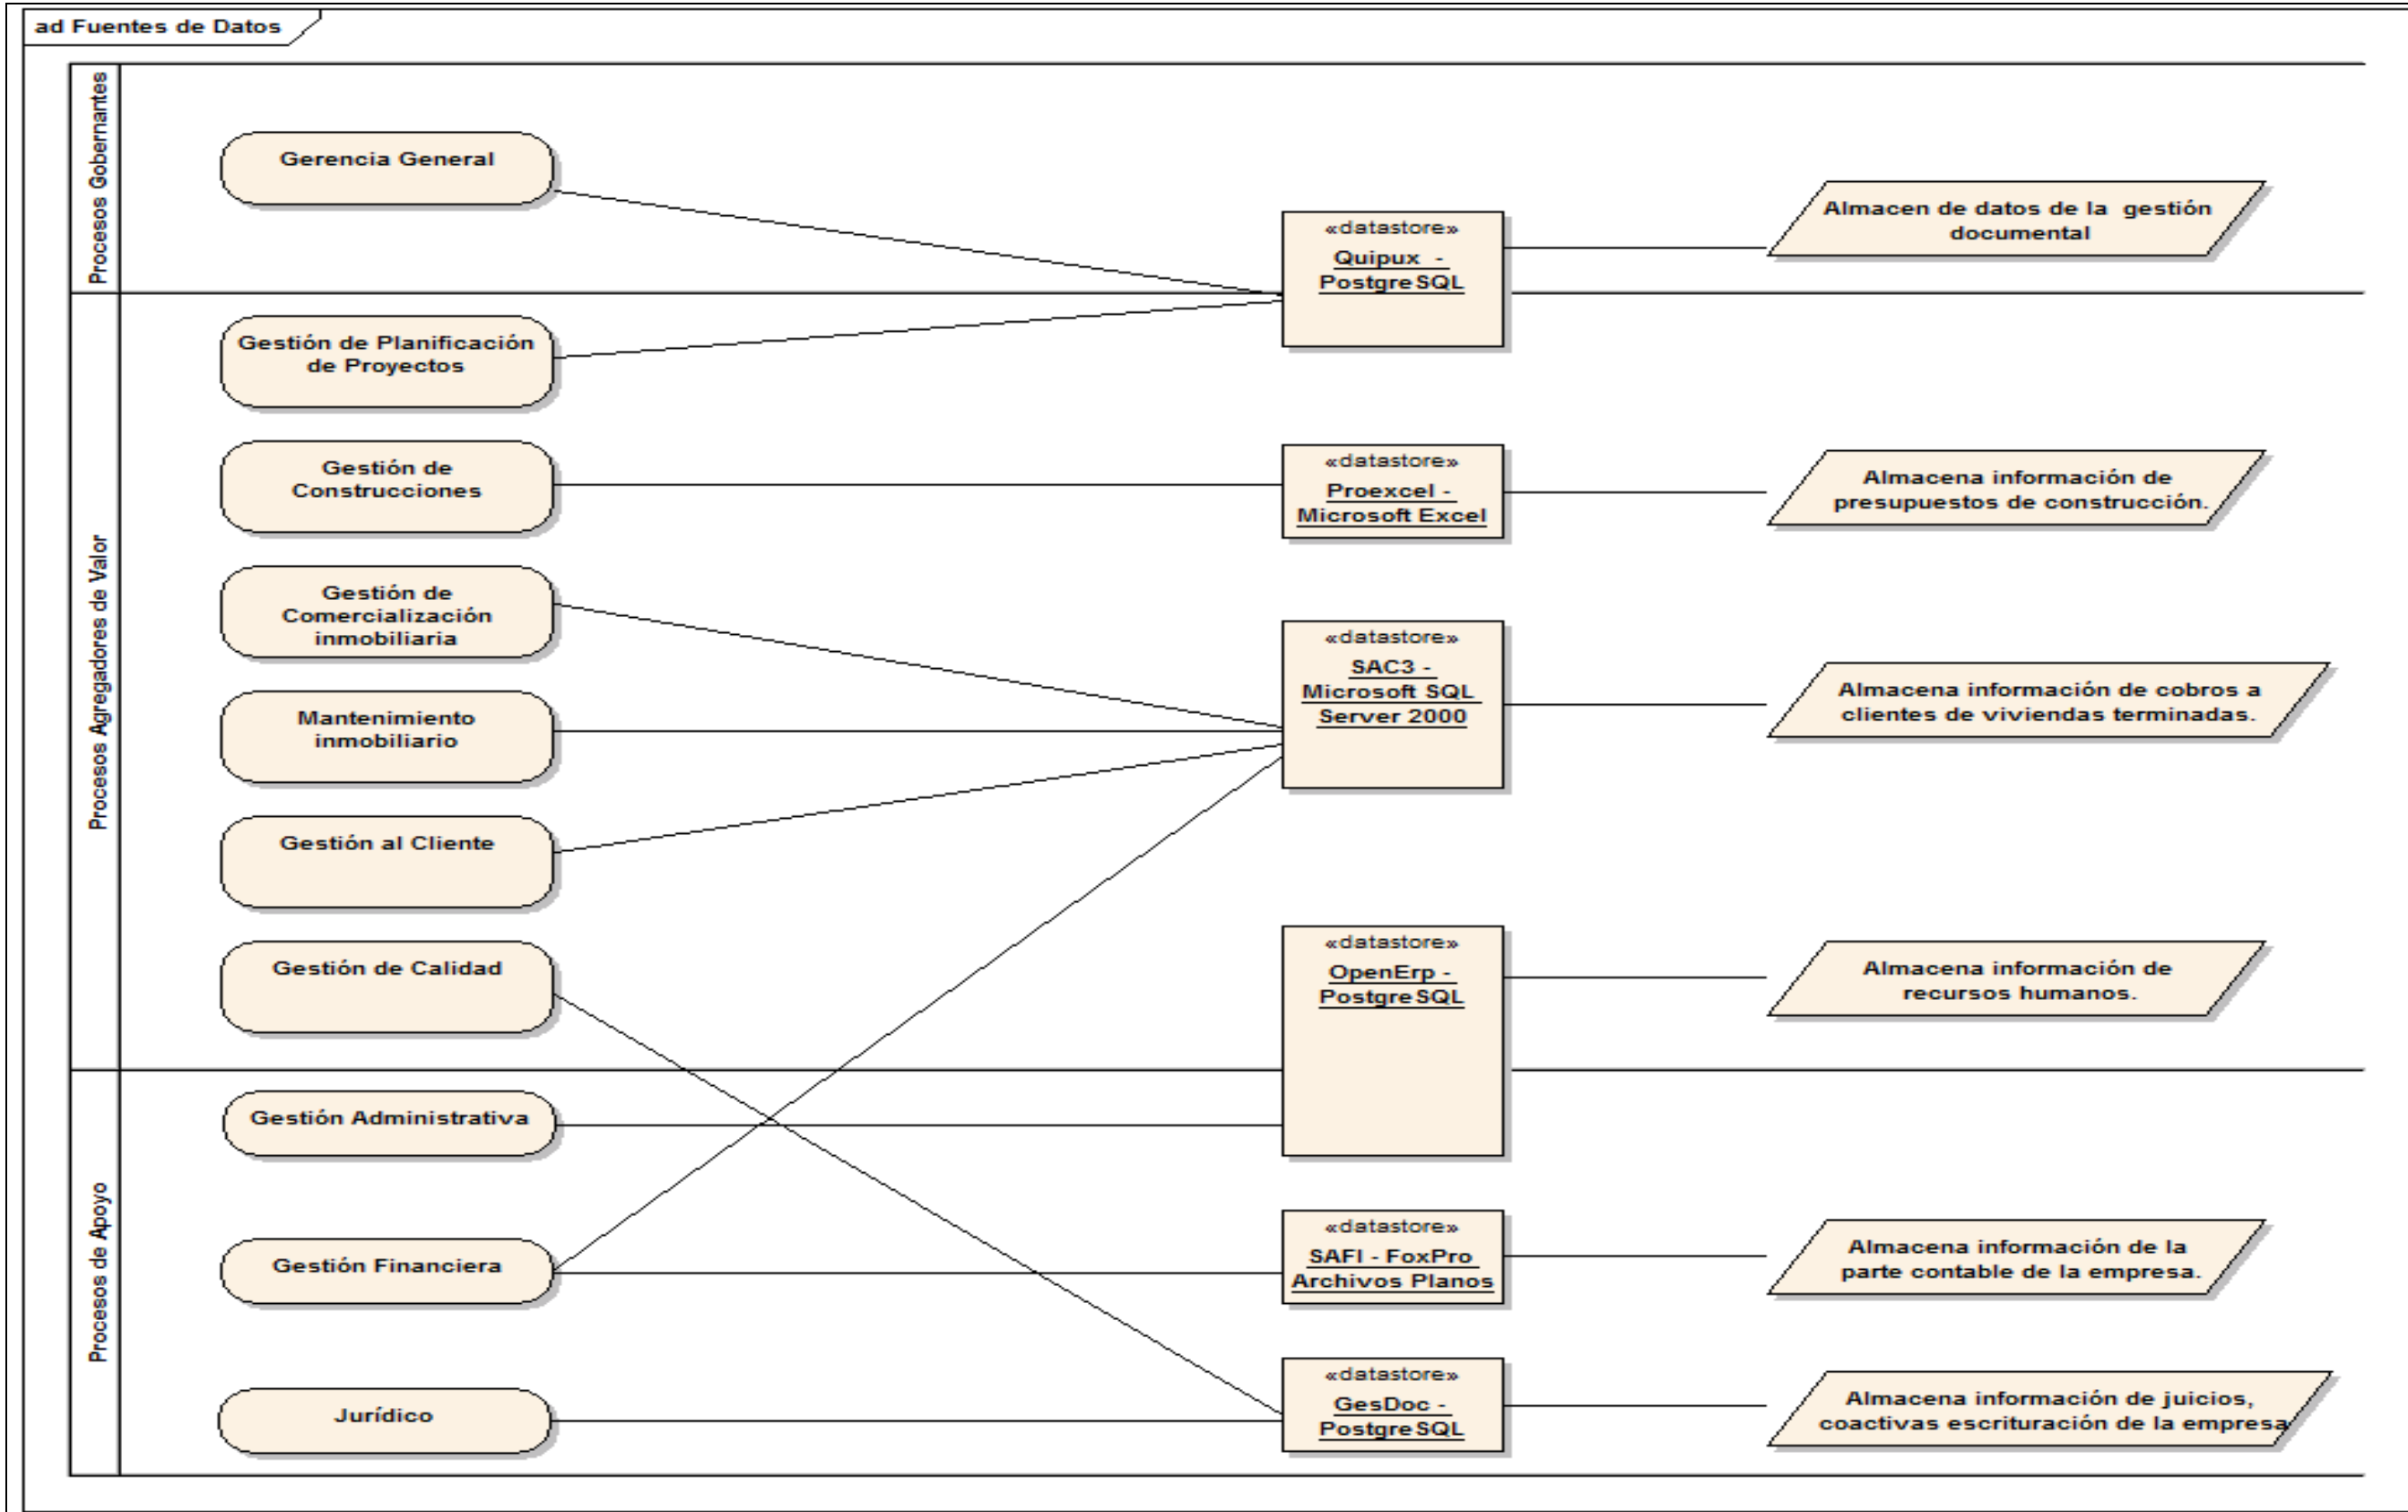 ad Fuentes de Datos
Procesos Gobernantes
Gerencia General
«datastore»
Quipux -
PostgreSQL
Almacen de datos de la gestión
documental
Procesos Agregadores de Valor
Gestión de Planificación
de Proyectos
Gestión de
Construcciones
«datastore»
Proexcel -
Microsoft Excel
Almacena información de
presupuestos de construcción.
Gestión de
Comercialización
inmobiliaria
Mantenimiento
inmobiliario
Gestión al Cliente
«datastore»
SAC3 -
Microsoft SQL
Server 2000
Almacena información de cobros a
clientes de viviendas terminadas.
Gestión de Calidad
«datastore»
OpenErp -
PostgreSQL
Almacena información de
recursos humanos.
Procesos de Apoyo
Gestión Administrativa
Gestión Financiera
«datastore»
SAFI - FoxPro
Archivos Planos
Almacena información de la
parte contable de la empresa.
Jurídico
«datastore»
GesDoc -
PostgreSQL
Almacena información de juicios,
coactivas escrituración de la empresa